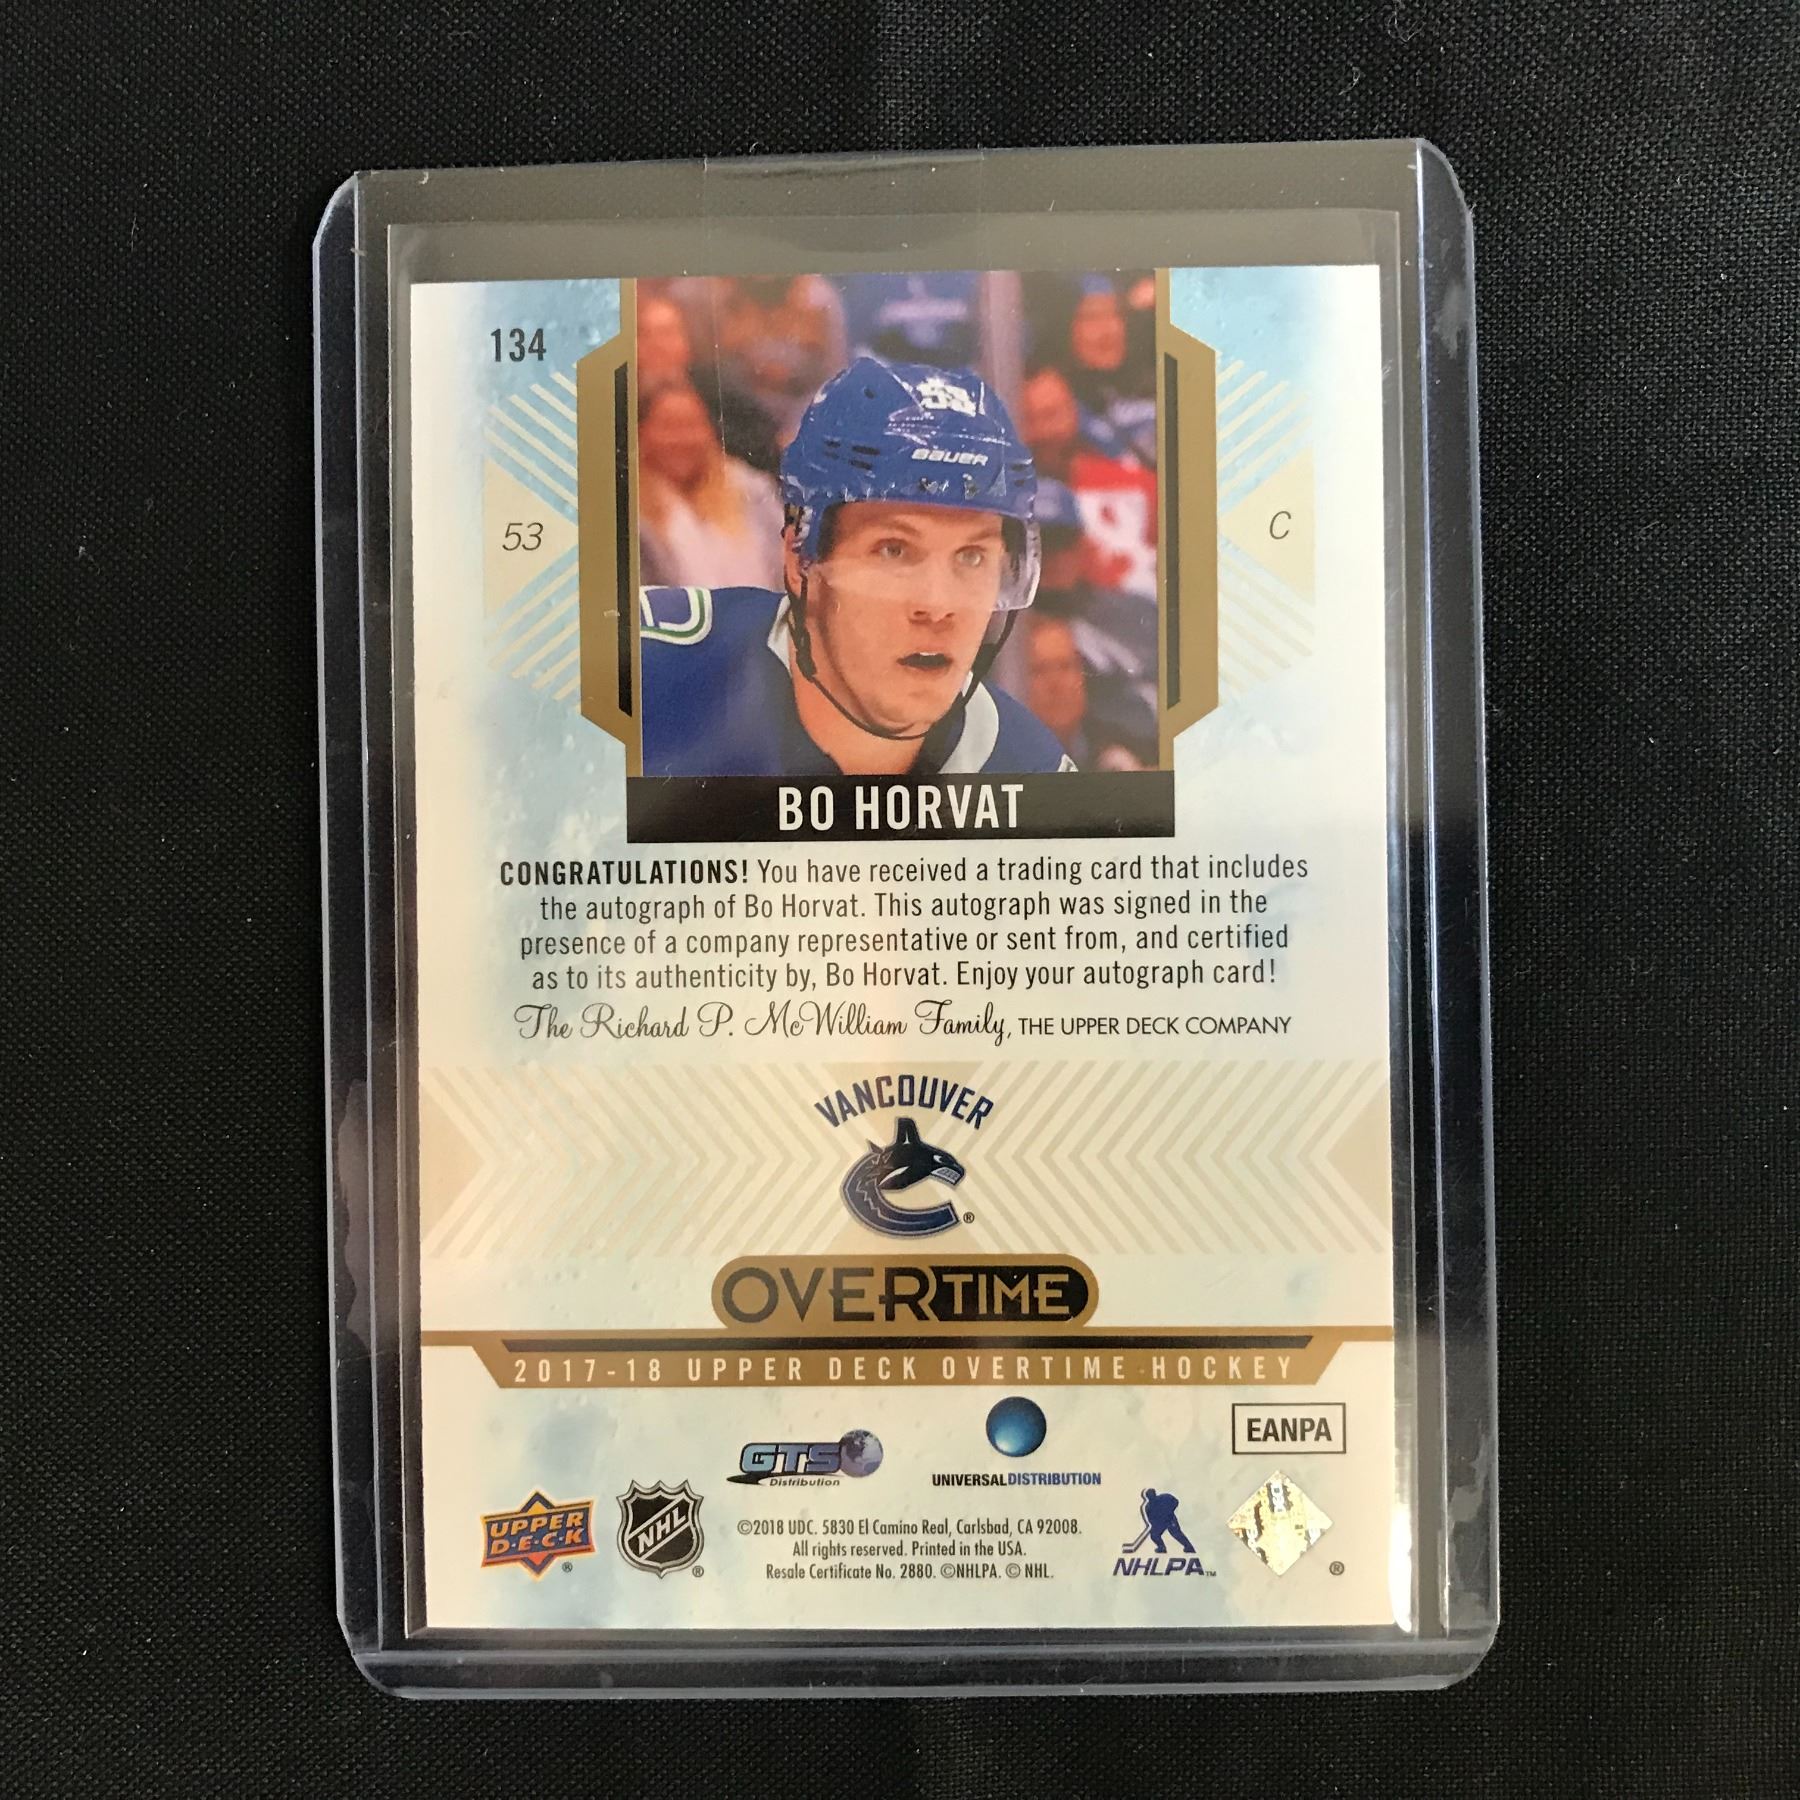 134
53
BAUER
53
C
BO HORVAT
CONGRATULATIONS! You have received a trading card that includes
the autograph of Bo Horvat. This autograph was signed in the
presence of a company representative or sent from, and certified
as to its authenticity by, Bo Horvat. Enjoy your autograph card!
The Richard P. McWilliam Family, THE UPPER DECK COMPANY
VANCOUVER
®
OVERTIME
2017-18 UPPER DECK OVERTIME HOCKEY
EANPA
GTS
Distribution
UNIVERSALDISTRIBUTION
UPPER
D·E·C·K
®
NHL
®
©2018 UDC. 5830 El Camino Real, Carlsbad, CA 92008.
All rights reserved. Printed in the USA.
Resale Certificate No. 2880. ©NHLPA. © NHL.
NHLPA™
®